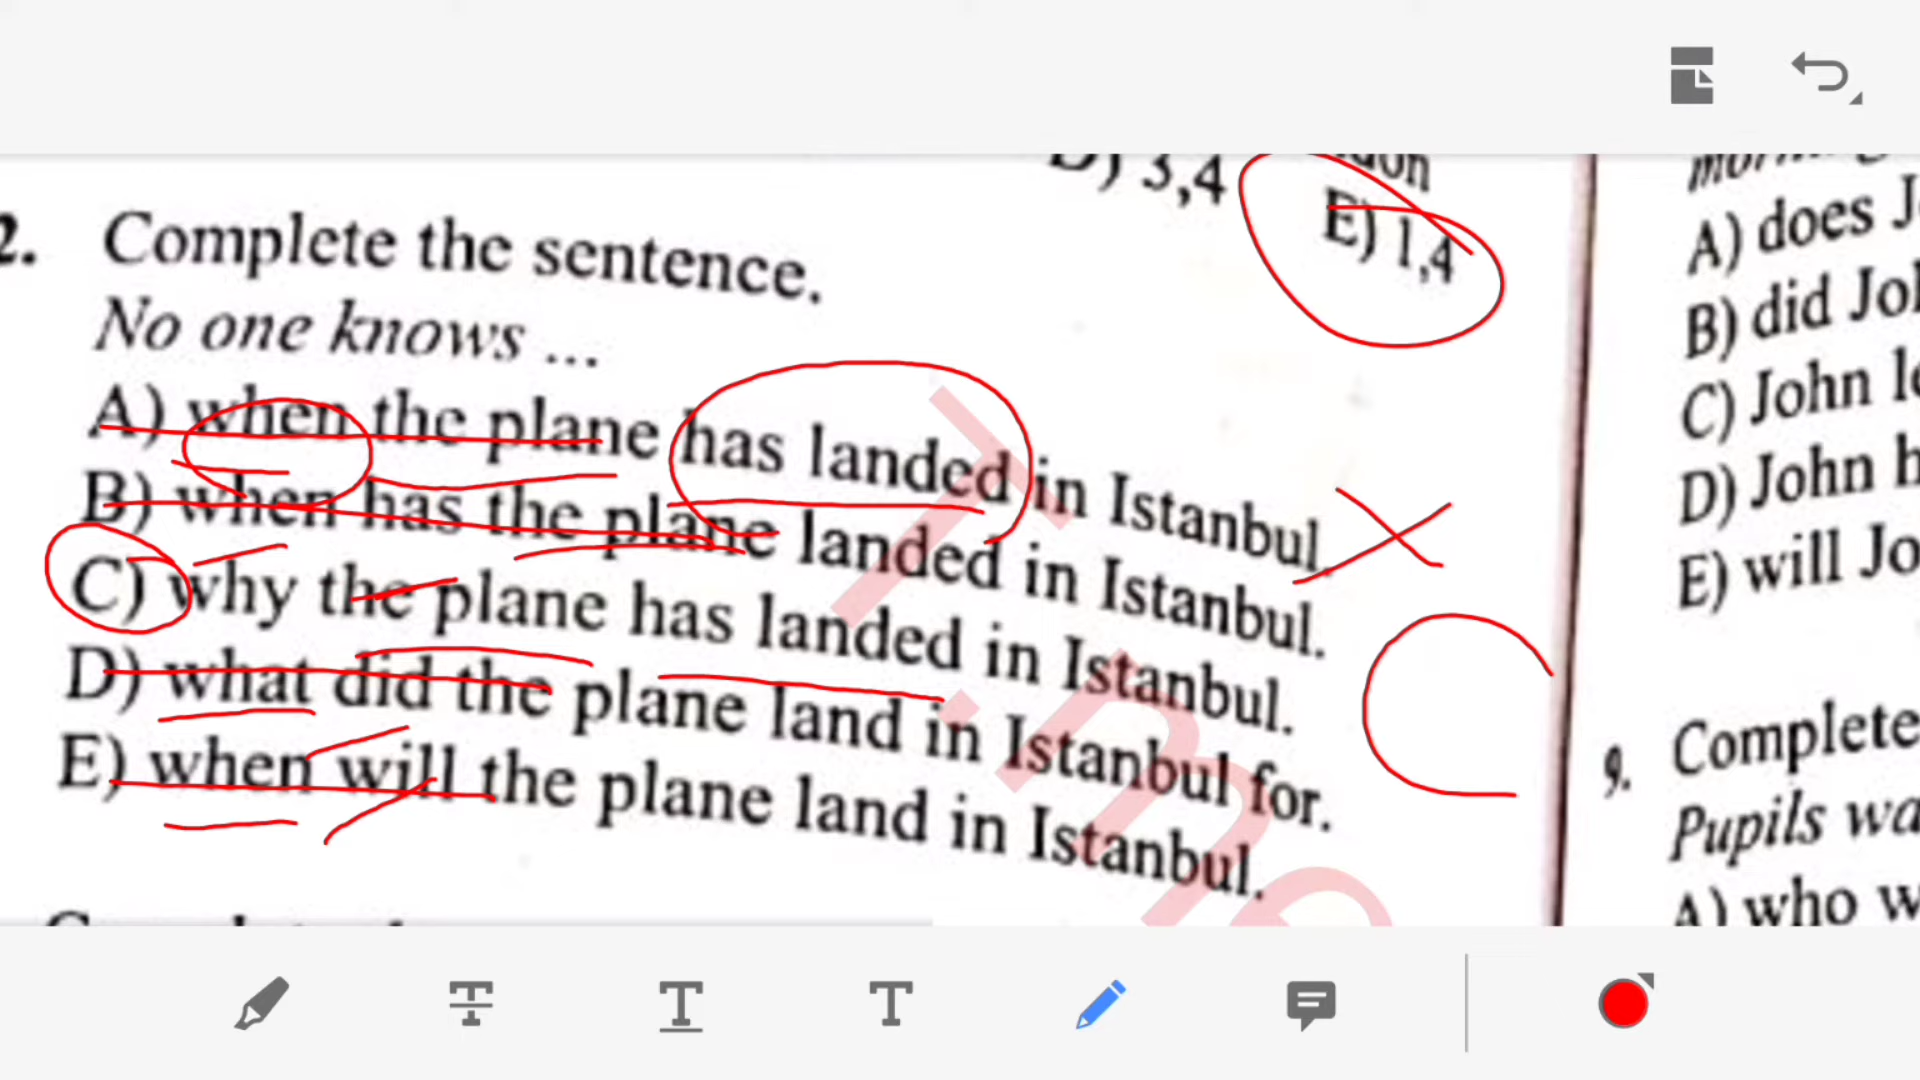 D) 3,4
E) 1,4
2. Complete the sentence.
No one knows ...
A) when the plane has landed in Istanbul.
B) when has the plane landed in Istanbul.
C) why the plane has landed in Istanbul.
D) what did the plane land in Istanbul for.
E) when will the plane land in Istanbul.
A) does J
B) did Jo
C) John
D) John h
E) will Jo
9. Complete
Pupils wa
A) who w
T.me